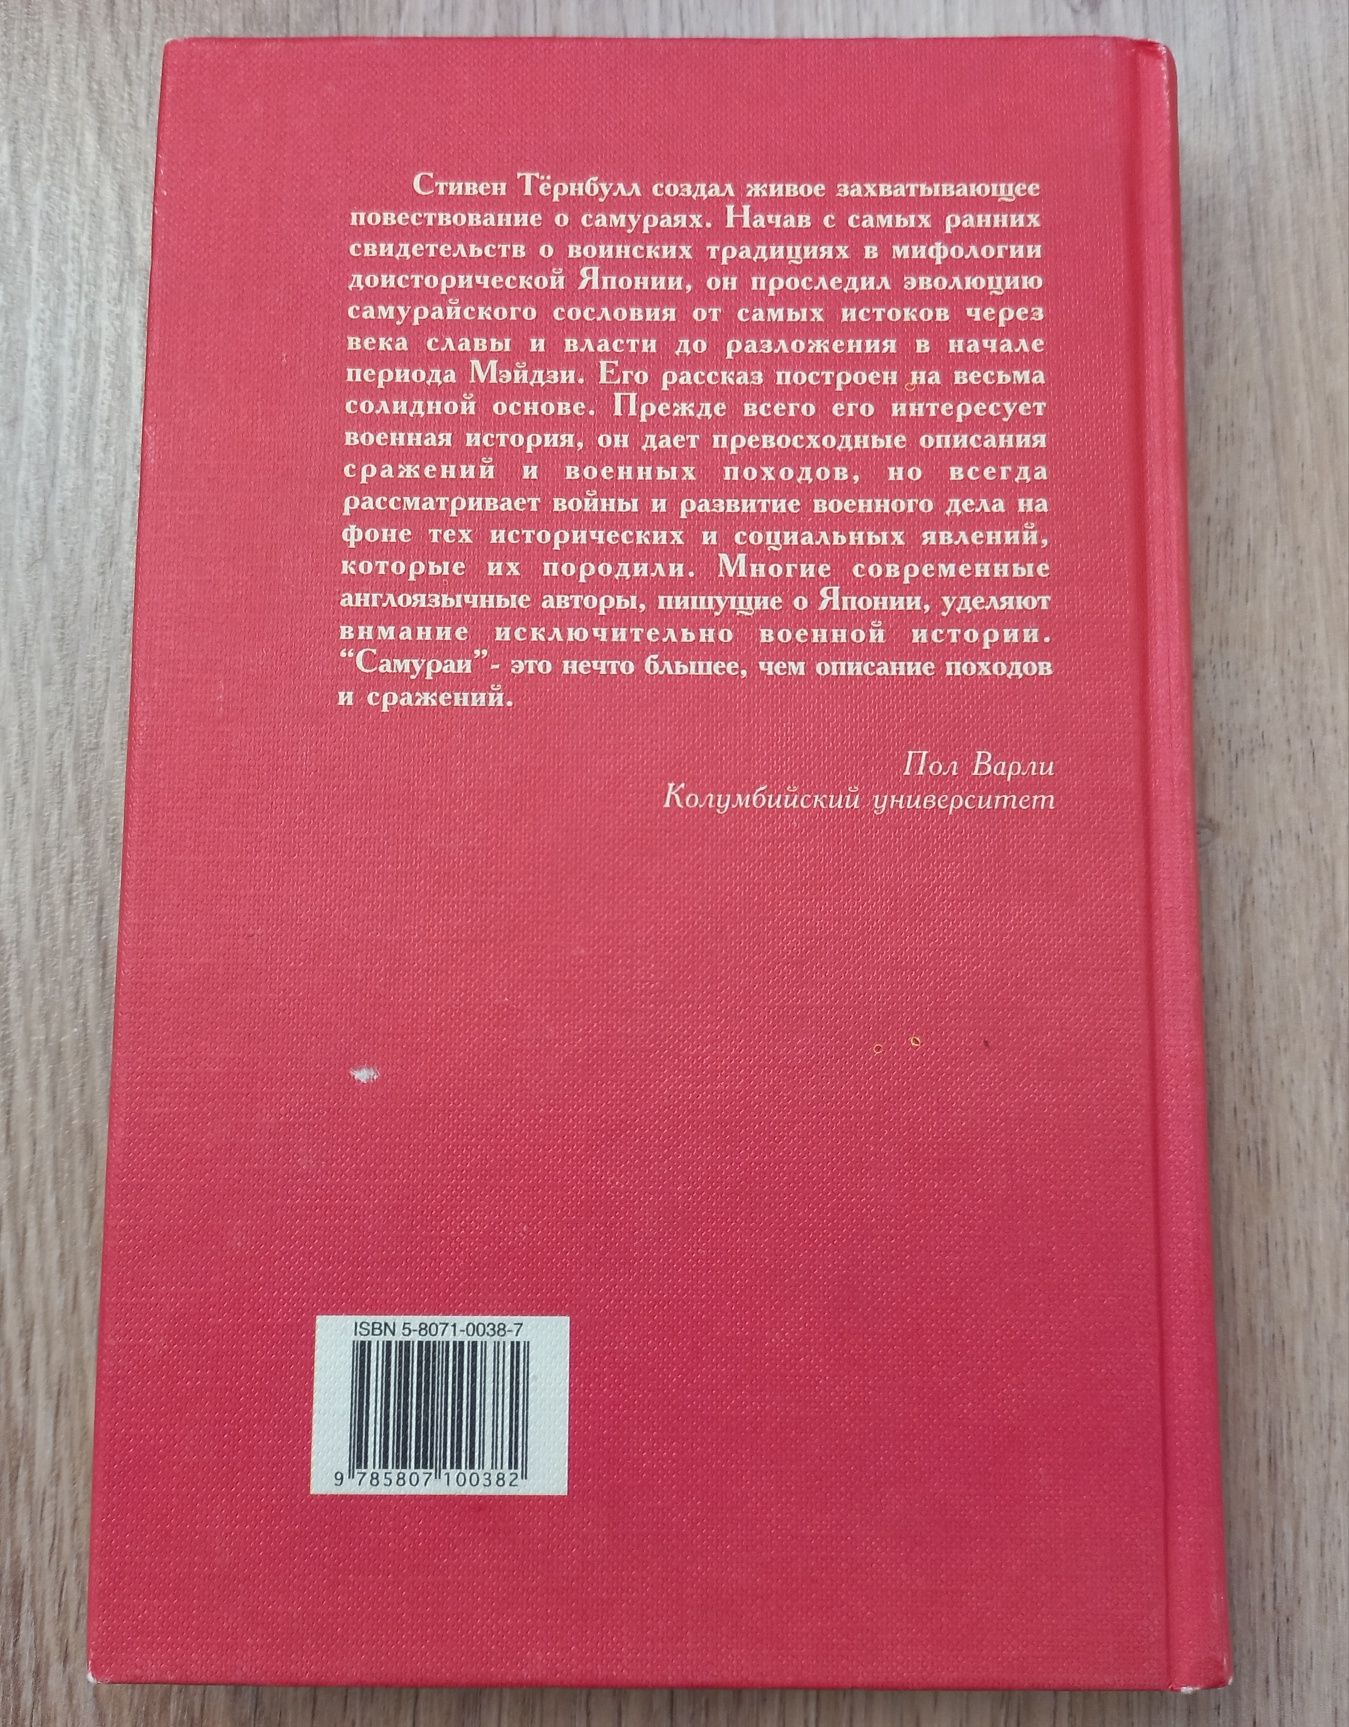 Стивен Тёрнбулл создал живое захватывающее
повествование о самураях. Начав с самых ранних
свидетельств о воинских традициях в мифологии
доисторической Японии, он проследил эволюцию
самурайского сословия от самых истоков через
века славы и власти до разложения в начале
периода Мэйдзи. Его рассказ построен на весьма
солидной основе. Прежде всего его интересует
военная история, он дает превосходные описания
сражений и военных походов, но всегда
рассматривает войны и развитие военного дела на
фоне тех исторических и социальных явлений,
которые их породили. Многие современные
англоязычные авторы, пишущие о Японии, уделяют
внмание исключительно военной истории.
“Самураи”- это нечто бльшее, чем описание походов
и сражений.
Пол Варли
Колумбийский университет
ISBN 5-8071-0038-7
9 785807 100382